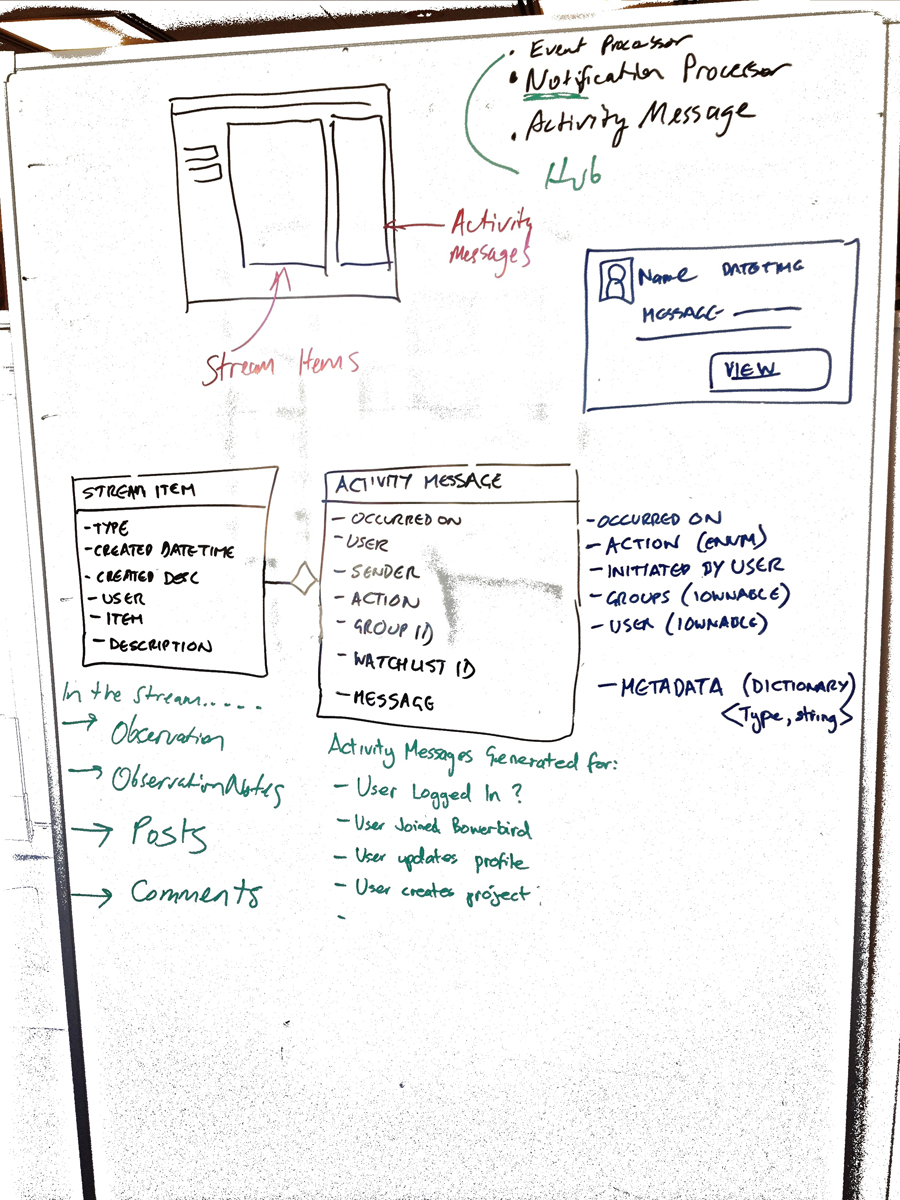 • Event Processor
• Notification Processor
• Activity Message
Hub
Activity
Messages
Stream Items
Name DATETIME
MESSAGE
VIEW
STREAM ITEM
- TYPE
- CREATED DATETIME
- CREATED DESC
- USER
- ITEM
- DESCRIPTION
ACTIVITY MESSAGE
- OCCURRED ON
- USER
- SENDER
- ACTION
- GROUP ID
- WATCHLIST ID
- MESSAGE
- OCCURRED ON
- ACTION (ENUM)
- INITIATED BY USER
- GROUPS (IOWNABLE)
- USER (IOWNABLE)
- METADATA (DICTIONARY)
<Type, string>
In the stream.....
→ Observation
→ ObservationNotes
→ Posts
→ Comments
Activity Messages Generated for:
- User Logged In ?
- User Joined Bowerbird
- User updates profile
- User creates project
-